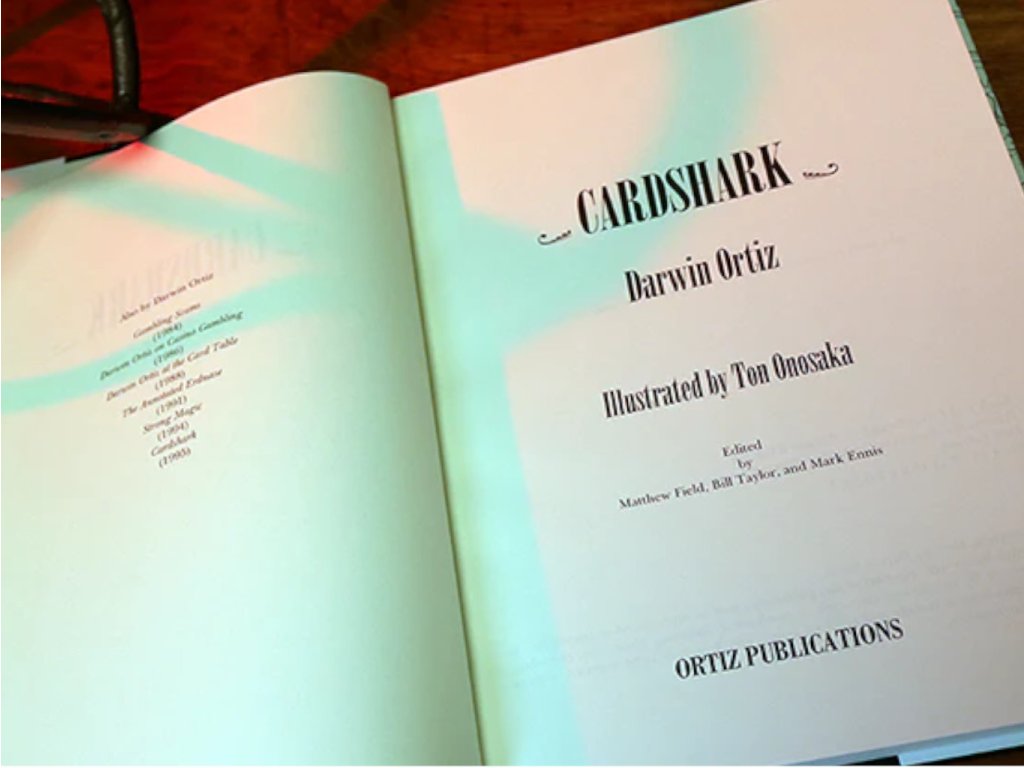 Also by Darwin Ortiz
Gambling Scams
(1984)
Darwin Ortiz on Casino Gambling
(1986)
Darwin Ortiz at the Card Table
(1988)
The Annotated Erdnase
(1991)
Strong Magic
(1994)
Cardshark
(1995)
CARDSHARK
Darwin Ortiz
Illustrated by Ton Onosaka
Edited
by
Matthew Field, Bill Taylor, and Mark Ennis
ORTIZ PUBLICATIONS